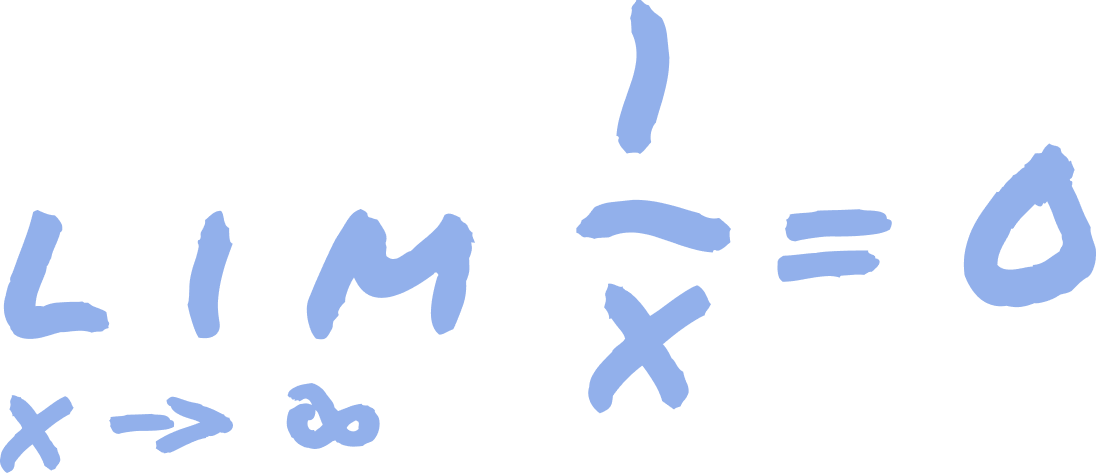 LIM 1/X = 0
X → ∞